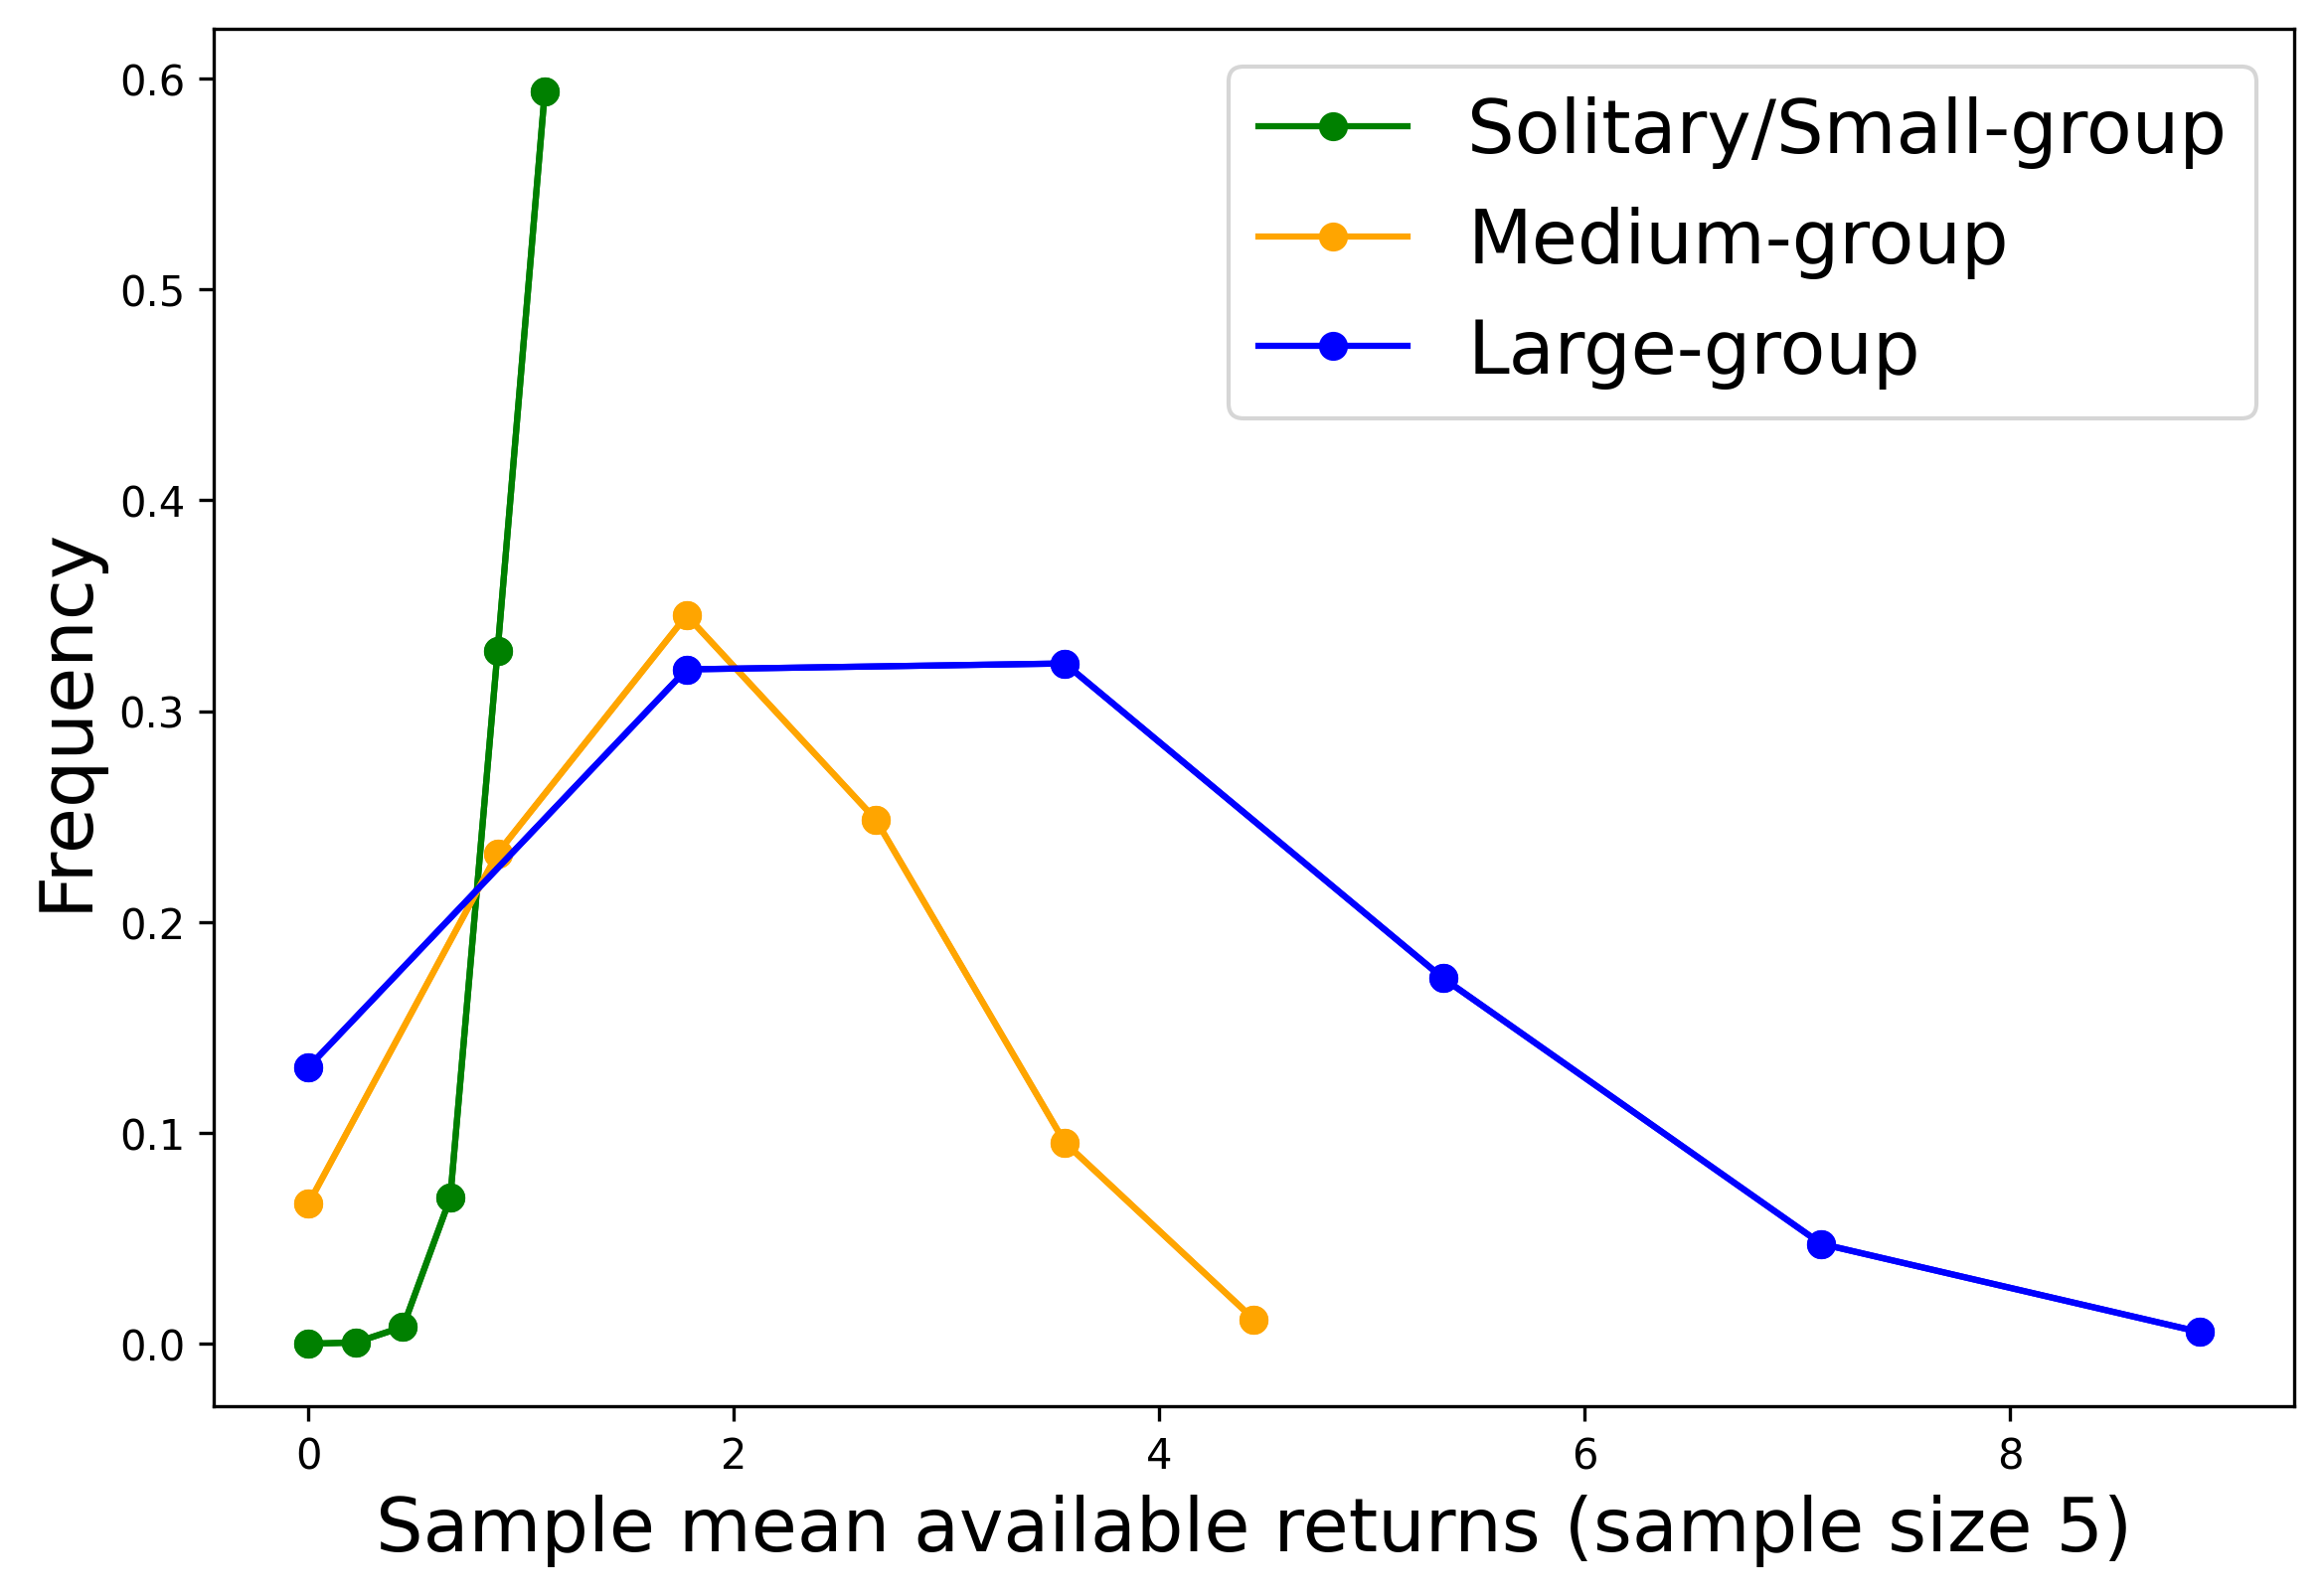 0.6
0.5
0.4
0.3
0.2
0.1
0.0
Frequency
Solitary/Small-group
Medium-group
Large-group
0 2 4 6 8
Sample mean available returns (sample size 5)